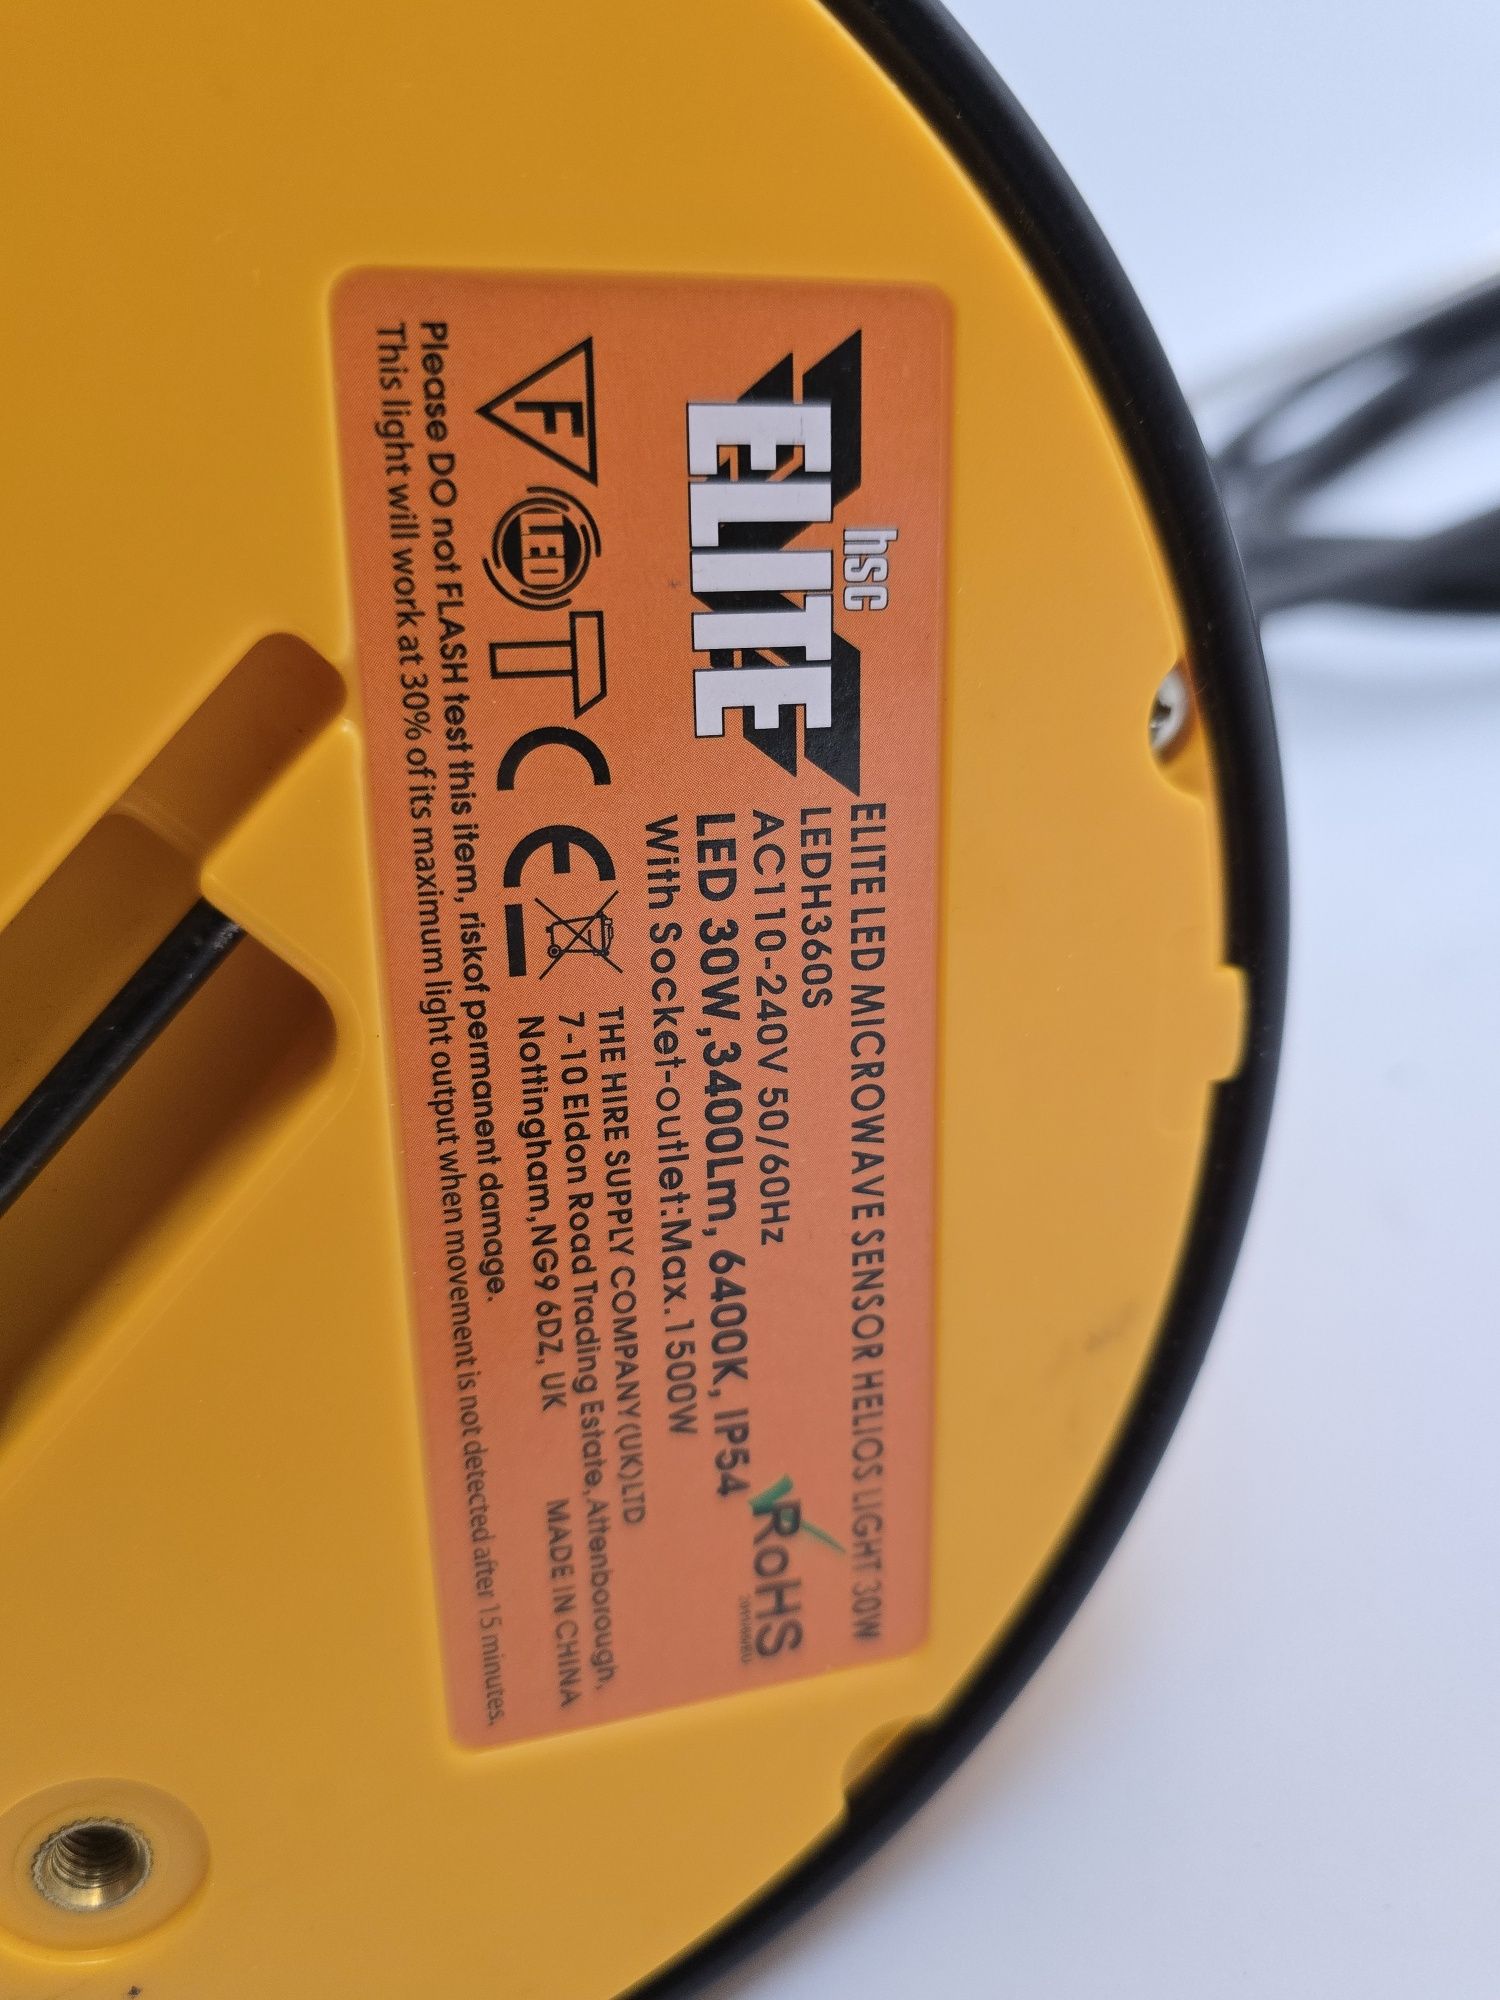 hsc
ELITE
ELITE LED MICROWAVE SENSOR HELIOS LIGHT 30W
LEDH360S
AC110-240V 50/60Hz
LED 30W,3400Lm, 6400K, IP54
With Socket-outlet:Max.1500W
RoHS
F
LED
T
CE
THE HIRE SUPPLY COMPANY(UK)LTD
7-10 Eldon Road Trading Estate,Attenborough,
Nottingham,NG9 6DZ, UK
MADE IN CHINA
Please DO not FLASH test this item, riskof permanent damage.
This light will work at 30% of its maximum light output when movement is not detected after 15 minutes.